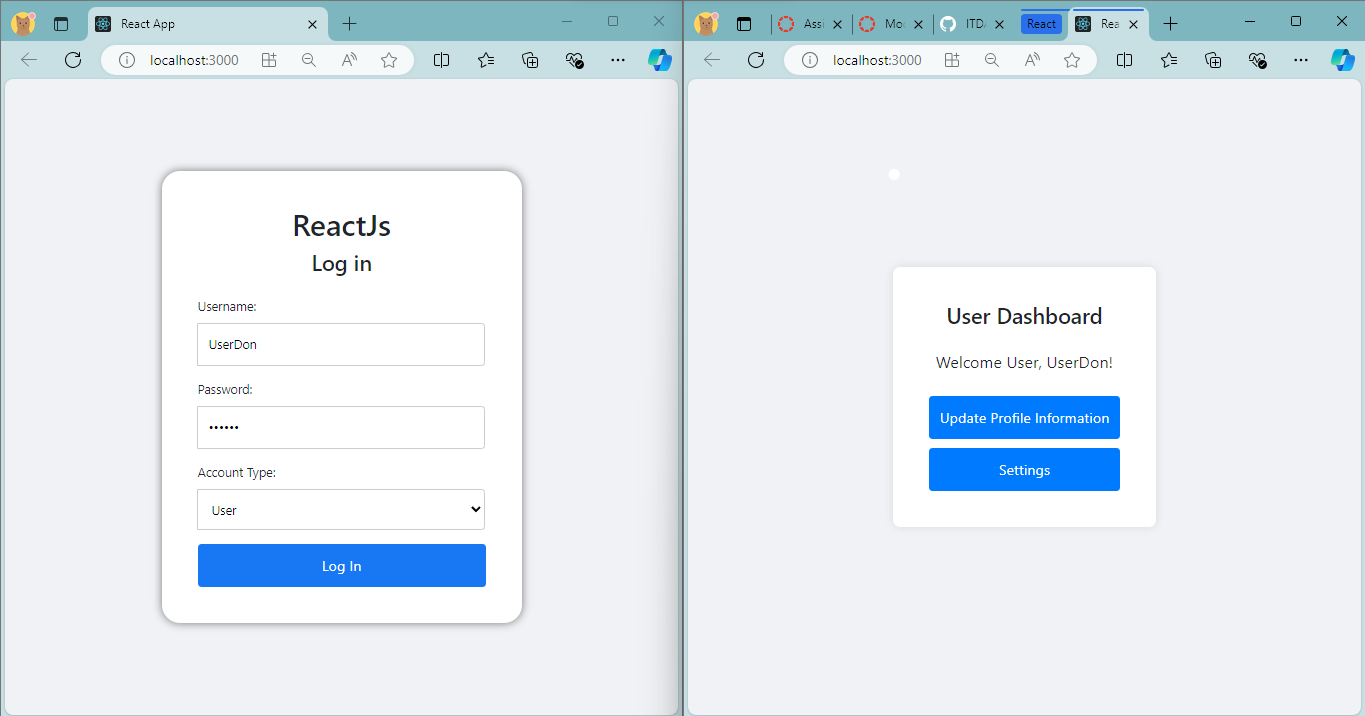 React App
localhost:3000
ReactJs
Log in
Username:
UserDon
Password:
••••••
Account Type:
User
Log In
Assi
Mo
ITD
React
Rea
localhost:3000
User Dashboard
Welcome User, UserDon!
Update Profile Information
Settings